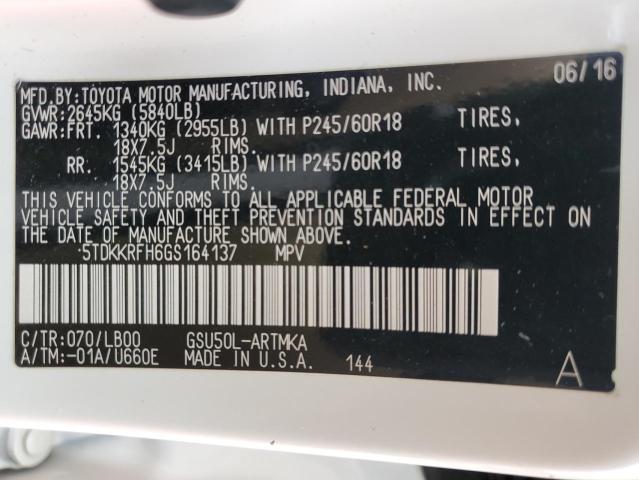 06/16
MFD.BY:TOYOTA MOTOR MANUFACTURING, INDIANA, INC.
GVWR:2645KG (5840LB)
GAWR:FRT. 1340KG (2955LB) WITH P245/60R18 TIRES,
18X7.5J RIMS.
RR. 1545KG (3415LB) WITH P245/60R18 TIRES,
18X7.5J RIMS.
THIS VEHICLE CONFORMS TO ALL APPLICABLE FEDERAL MOTOR
VEHICLE SAFETY AND THEFT PREVENTION STANDARDS IN EFFECT ON
THE DATE OF MANUFACTURE SHOWN ABOVE.
5TDKKRFH6GS164137 MPV
C/TR:070/LB00 GSU50L-ARTMKA
A/TM:-01A/U660E MADE IN U.S.A. 144 A